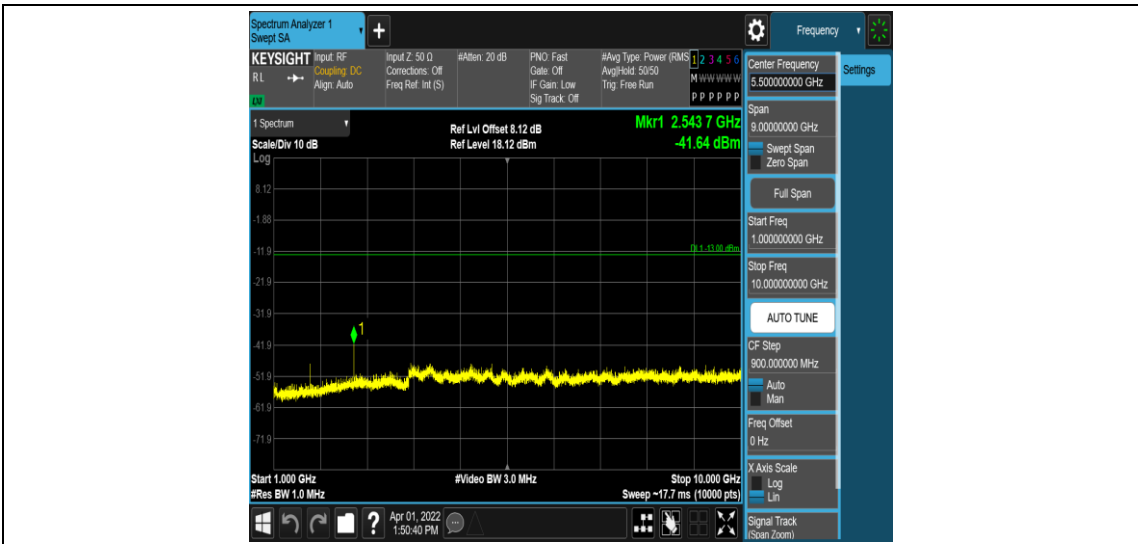 Spectrum Analyzer 1
Swept SA
+
Frequency
KEYSIGHT
RL
LXI
Input: RF
Coupling: DC
Align: Auto
Input Z: 50 Ω
Corrections: Off
Freq Ref: Int (S)
#Atten: 20 dB
PNO: Fast
Gate: Off
IF Gain: Low
Sig Track: Off
#Avg Type: Power (RMS
Avg|Hold: 50/50
Trig: Free Run
1 2 3 4 5 6
M W W W W W
P P P P P P
1 Spectrum
Scale/Div 10 dB
Log
Ref Lvl Offset 8.12 dB
Ref Level 18.12 dBm
Mkr1 2.543 7 GHz
-41.64 dBm
8.12
-1.88
-11.9
DL1 -13.00 dBm
-21.9
-31.9
1
-41.9
-51.9
-61.9
-71.9
Start 1.000 GHz
#Res BW 1.0 MHz
#Video BW 3.0 MHz
Stop 10.000 GHz
Sweep ~17.7 ms (10000 pts)
Center Frequency
5.500000000 GHz
Settings
Span
9.00000000 GHz
Swept Span
Zero Span
Full Span
Start Freq
1.000000000 GHz
Stop Freq
10.000000000 GHz
AUTO TUNE
CF Step
900.000000 MHz
Auto
Man
Freq Offset
0 Hz
X Axis Scale
Log
Lin
Signal Track
(Span Zoom)
?
Apr 01, 2022
1:50:40 PM